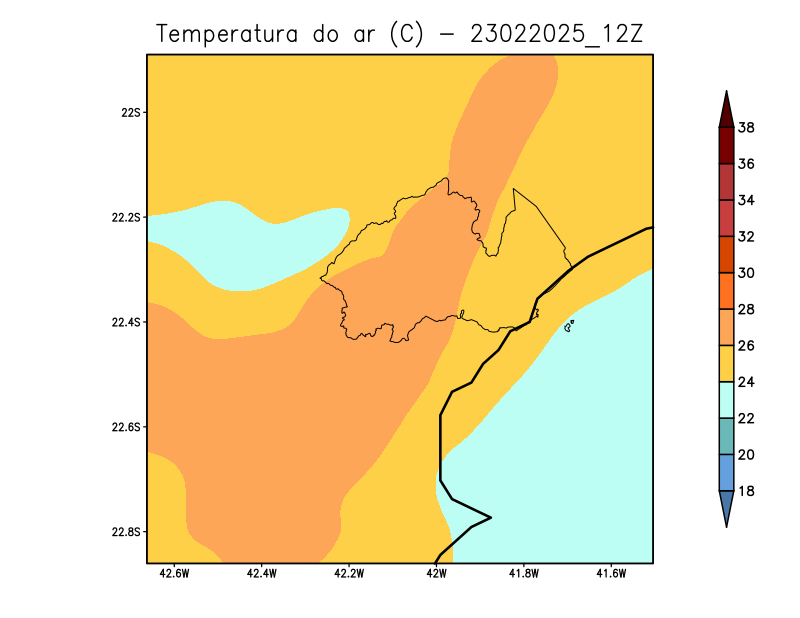 Temperatura do ar (C) − 23022025_12Z
22S
22.2S
22.4S
22.6S
22.8S
42.6W
42.4W
42.2W
42W
41.8W
41.6W
38
36
34
32
30
28
26
24
22
20
18